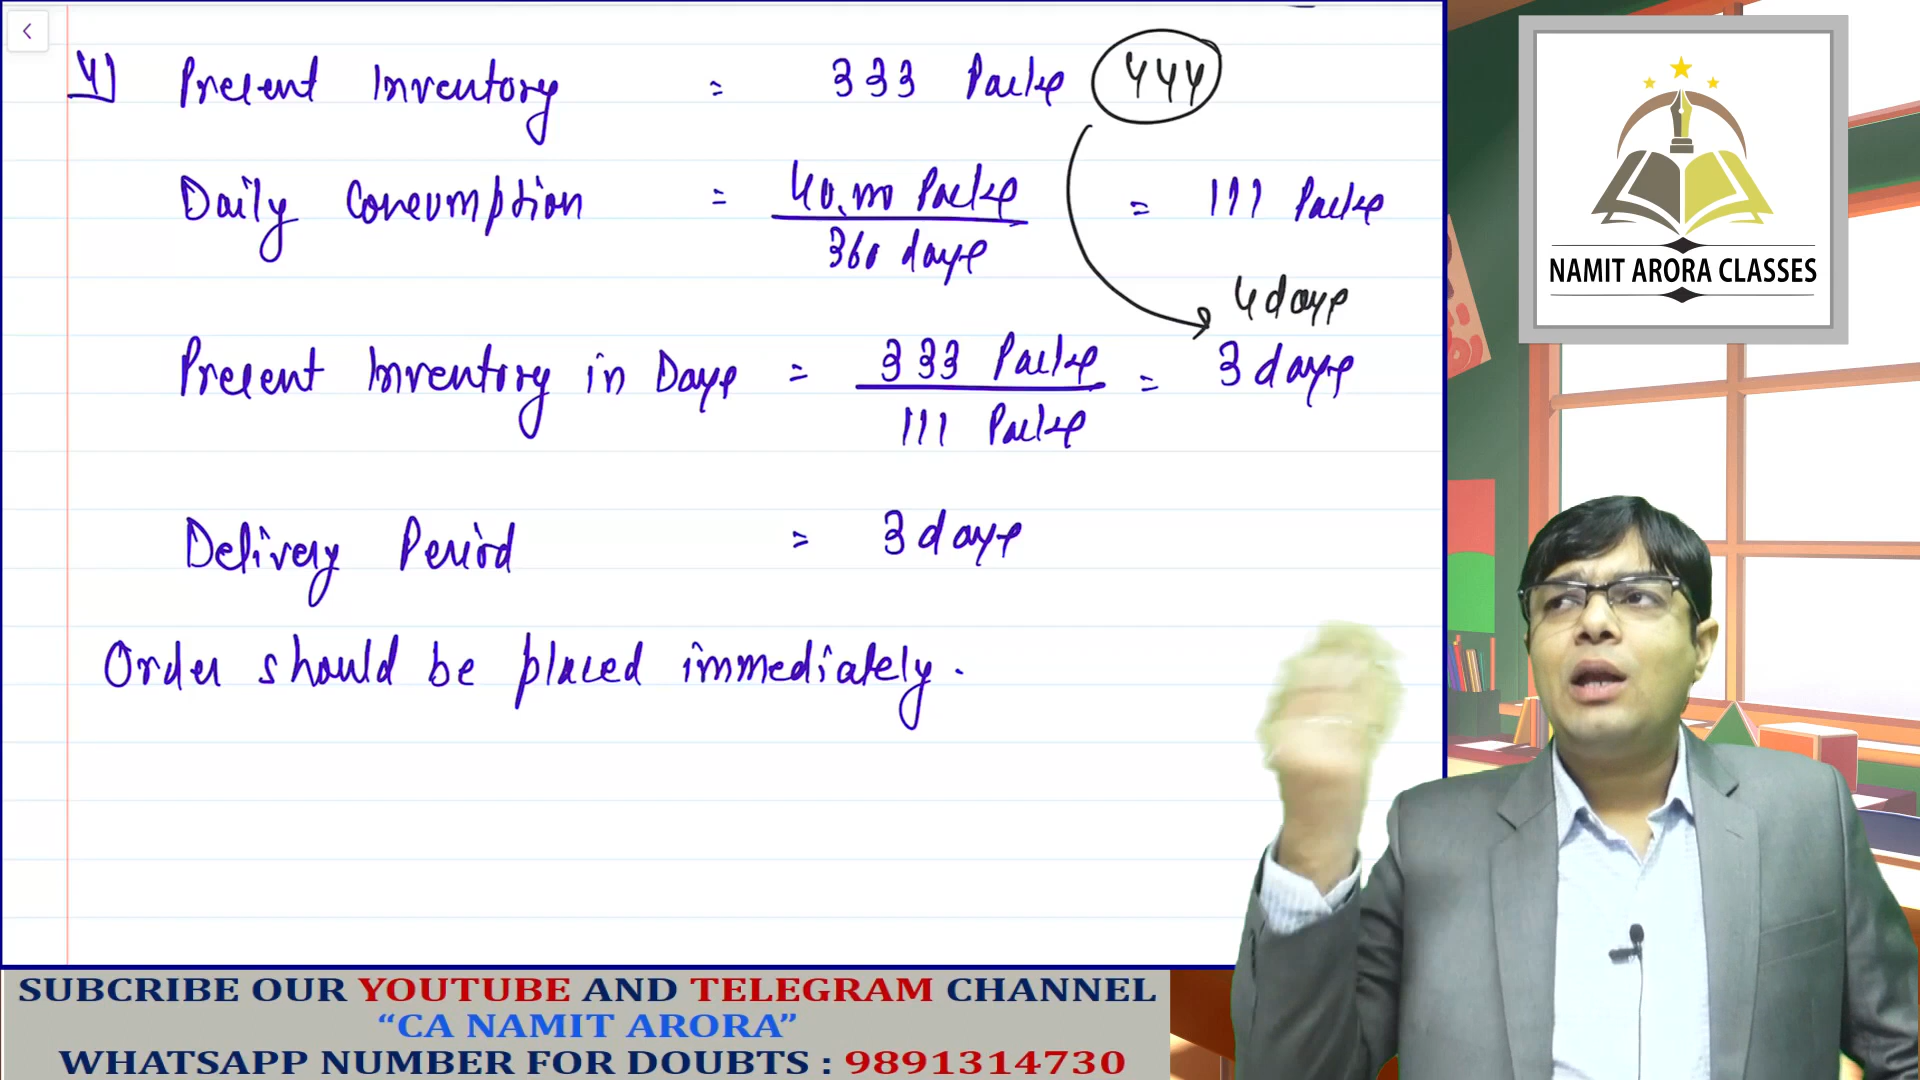 4) Present Inventory = 333 Packs 444
Daily Consumption = 40,000 Packs / 360 days = 111 Packs
4 days
Present Inventory in Days = 333 Packs / 111 Packs = 3 days
Delivery Period = 3 days
Order should be placed immediately.
NAMIT ARORA CLASSES
SUBCRIBE OUR YOUTUBE AND TELEGRAM CHANNEL
“CA NAMIT ARORA”
WHATSAPP NUMBER FOR DOUBTS : 9891314730